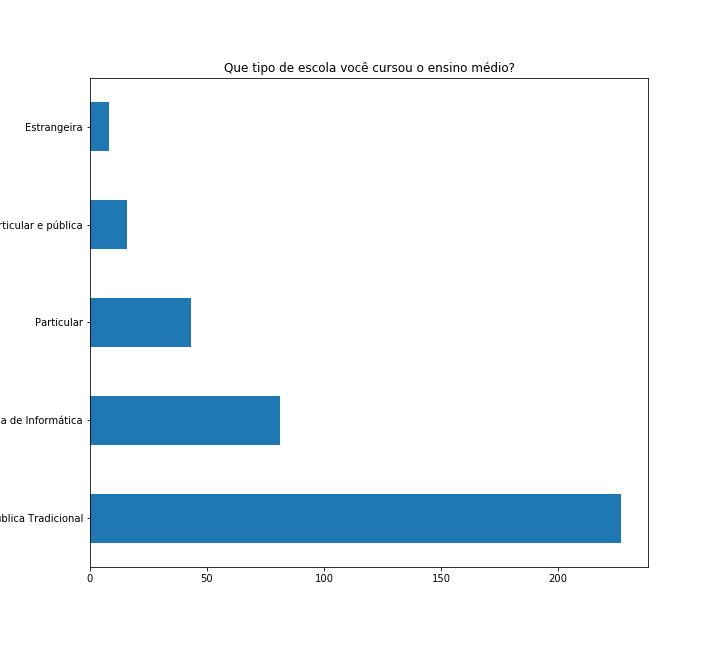 Que tipo de escola você cursou o ensino médio?
Estrangeira
rticular e pública
Particular
a de Informática
ública Tradicional
0 50 100 150 200